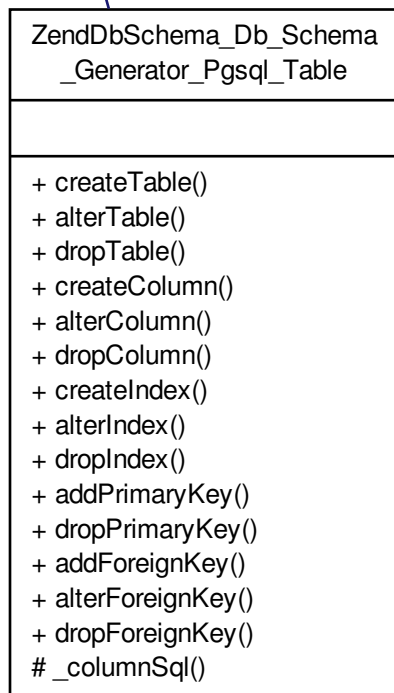 ZendDbSchema_Db_Schema
_Generator_Pgsql_Table
+ createTable()
+ alterTable()
+ dropTable()
+ createColumn()
+ alterColumn()
+ dropColumn()
+ createIndex()
+ alterIndex()
+ dropIndex()
+ addPrimaryKey()
+ dropPrimaryKey()
+ addForeignKey()
+ alterForeignKey()
+ dropForeignKey()
# _columnSql()